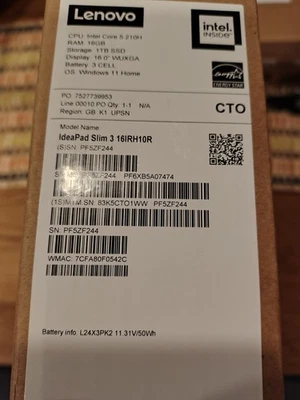 Lenovo
intel.
INSIDE
CPU: Intel Core 5 210H
RAM: 16GB
SSD: 1TB SSD
Display: 16.0" WUXGA
Battery: 3 CELL
OS: Windows 11 Home
ENERGY STAR
PO: 7527739953
Line 00010 PO Qty: 1-1 N/A
Region: GB K1 UPSN
CTO
Model Name
IdeaPad Slim 3 16IRH10R
(S)SN: PF5ZF244
PF5ZF244 PF6XB5A07474
(1S)M\M SN: 83K5CTO1WW PF5ZF244
SN: PF5ZF244
WMAC: 7CFA80F0542C
Battery info. L24X3PK2 11.31V/50Wh